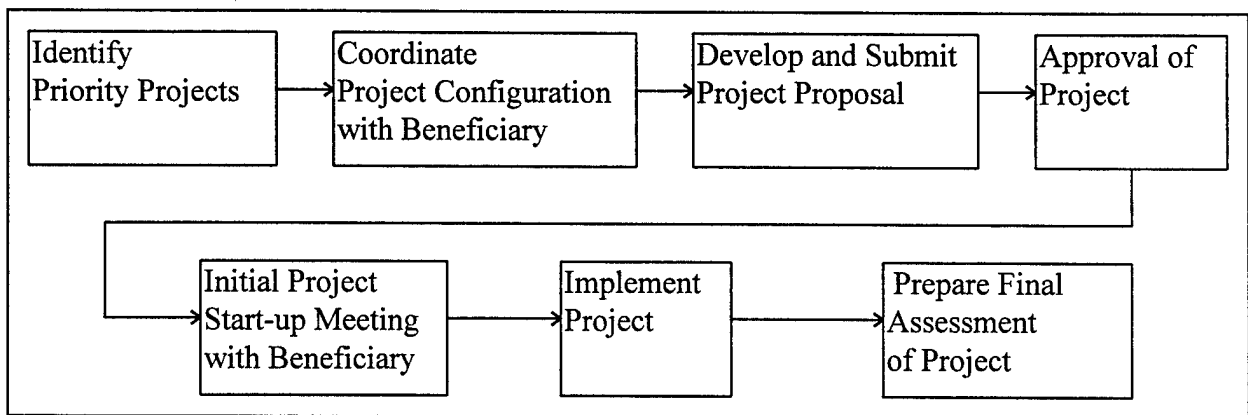 Identify
Priority Projects
Coordinate
Project Configuration
with Beneficiary
Develop and Submit
Project Proposal
Approval of
Project
Initial Project
Start-up Meeting
with Beneficiary
Implement
Project
Prepare Final
Assessment
of Project